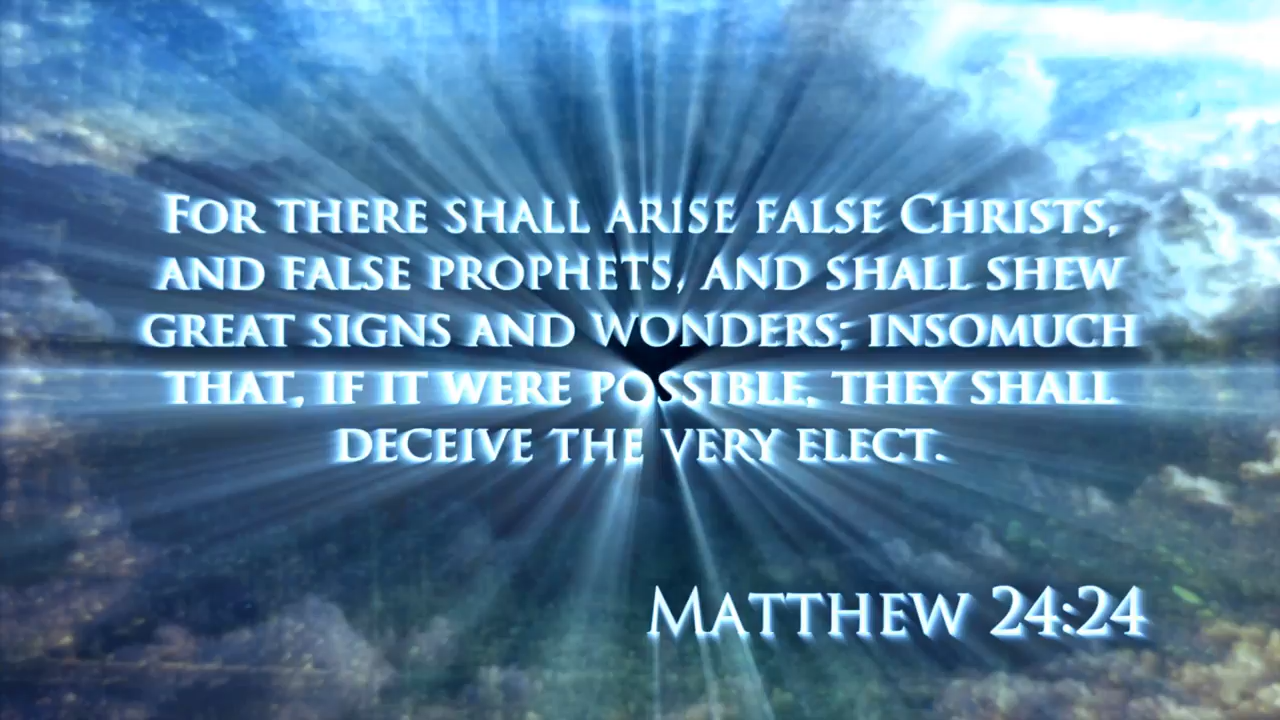 For there shall arise false Christs,
and false prophets, and shall shew
great signs and wonders; insomuch
that, if it were possible, they shall
deceive the very elect.
Matthew 24:24